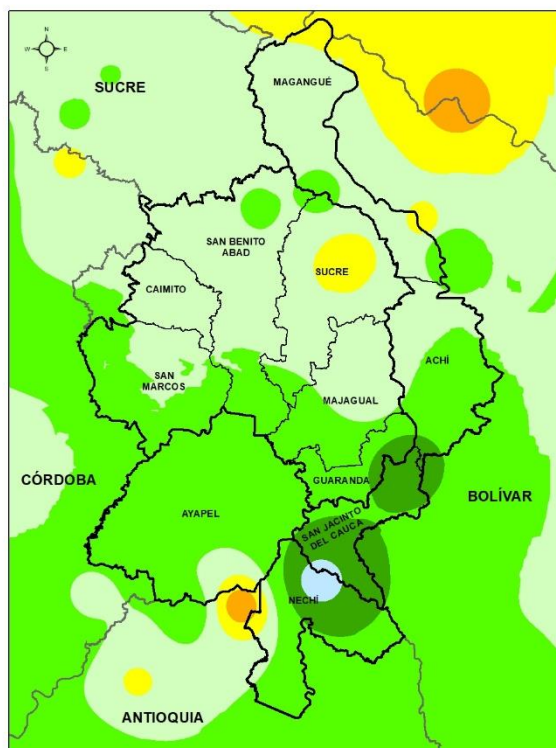 N
W E
S
SUCRE
MAGANGUÉ
SAN BENITO
ABAD
SUCRE
CAIMITO
ACHÍ
SAN
MARCOS
MAJAGUAL
CÓRDOBA
GUARANDA
BOLÍVAR
AYAPEL
SAN JACINTO
DEL CAUCA
NECHÍ
ANTIOQUIA